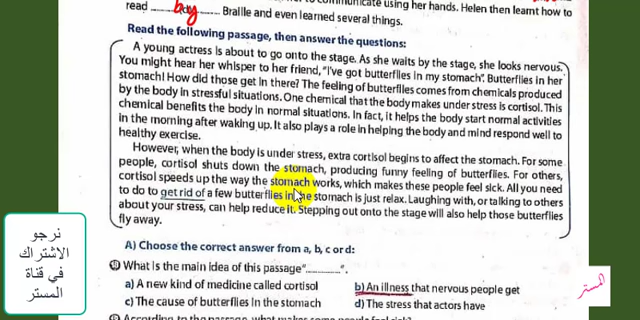 communicate using her hands. Helen then learnt how to
read ........ by ........ Braille and even learned several things.
Read the following passage, then answer the questions:
A young actress is about to go onto the stage. As she waits by the stage, she looks nervous.
You might hear her whisper to her friend, "I've got butterflies in my stomach". Butterflies in her
stomach! How did those get in there? The feeling of butterflies comes from chemicals produced
by the body in stressful situations. One chemical that the body makes under stress is cortisol. This
chemical benefits the body in normal situations. In fact, it helps the body start normal activities
in the morning after waking up. It also plays a role in helping the body and mind respond well to
healthy exercise.
However, when the body is under stress, extra cortisol begins to affect the stomach. For some
people, cortisol shuts down the stomach, producing funny feeling of butterflies. For others,
cortisol speeds up the way the stomach works, which makes these people feel sick. All you need
to do to get rid of a few butterflies in the stomach is just relax. Laughing with, or talking to others
about your stress, can help reduce it. Stepping out onto the stage will also help those butterflies
fly away.
A) Choose the correct answer from a, b, c or d:
What is the main idea of this passage"............".
a) A new kind of medicine called cortisol
b) An illness that nervous people get
c) The cause of butterflies in the stomach
d) The stress that actors have
نرجو
الاشتراك
في قناة
المستر
المستر